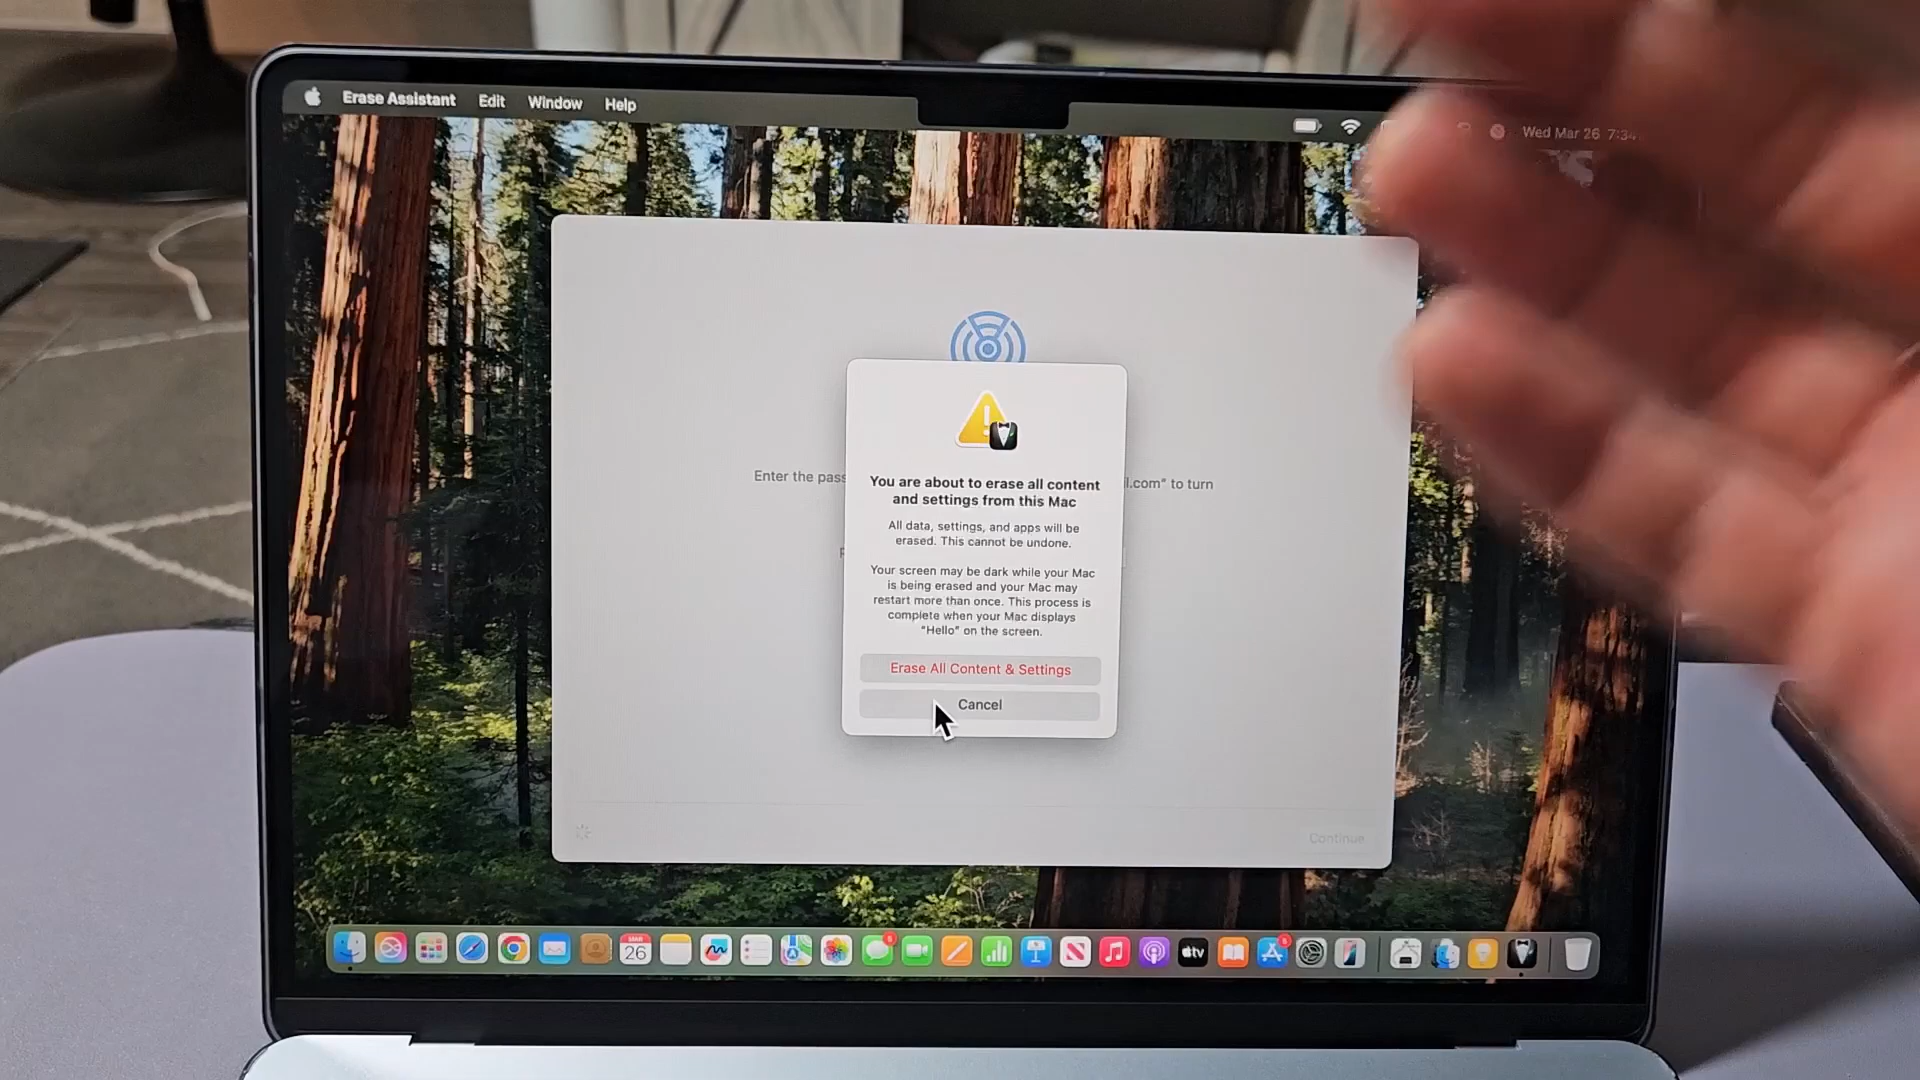 Erase Assistant Edit Window Help
Wed Mar 26 7:34
Enter the pass
l.com" to turn
You are about to erase all content
and settings from this Mac
All data, settings, and apps will be
erased. This cannot be undone.
Your screen may be dark while your Mac
is being erased and your Mac may
restart more than once. This process is
complete when your Mac displays
"Hello" on the screen.
Erase All Content & Settings
Cancel
Continue
MAR
26
tv